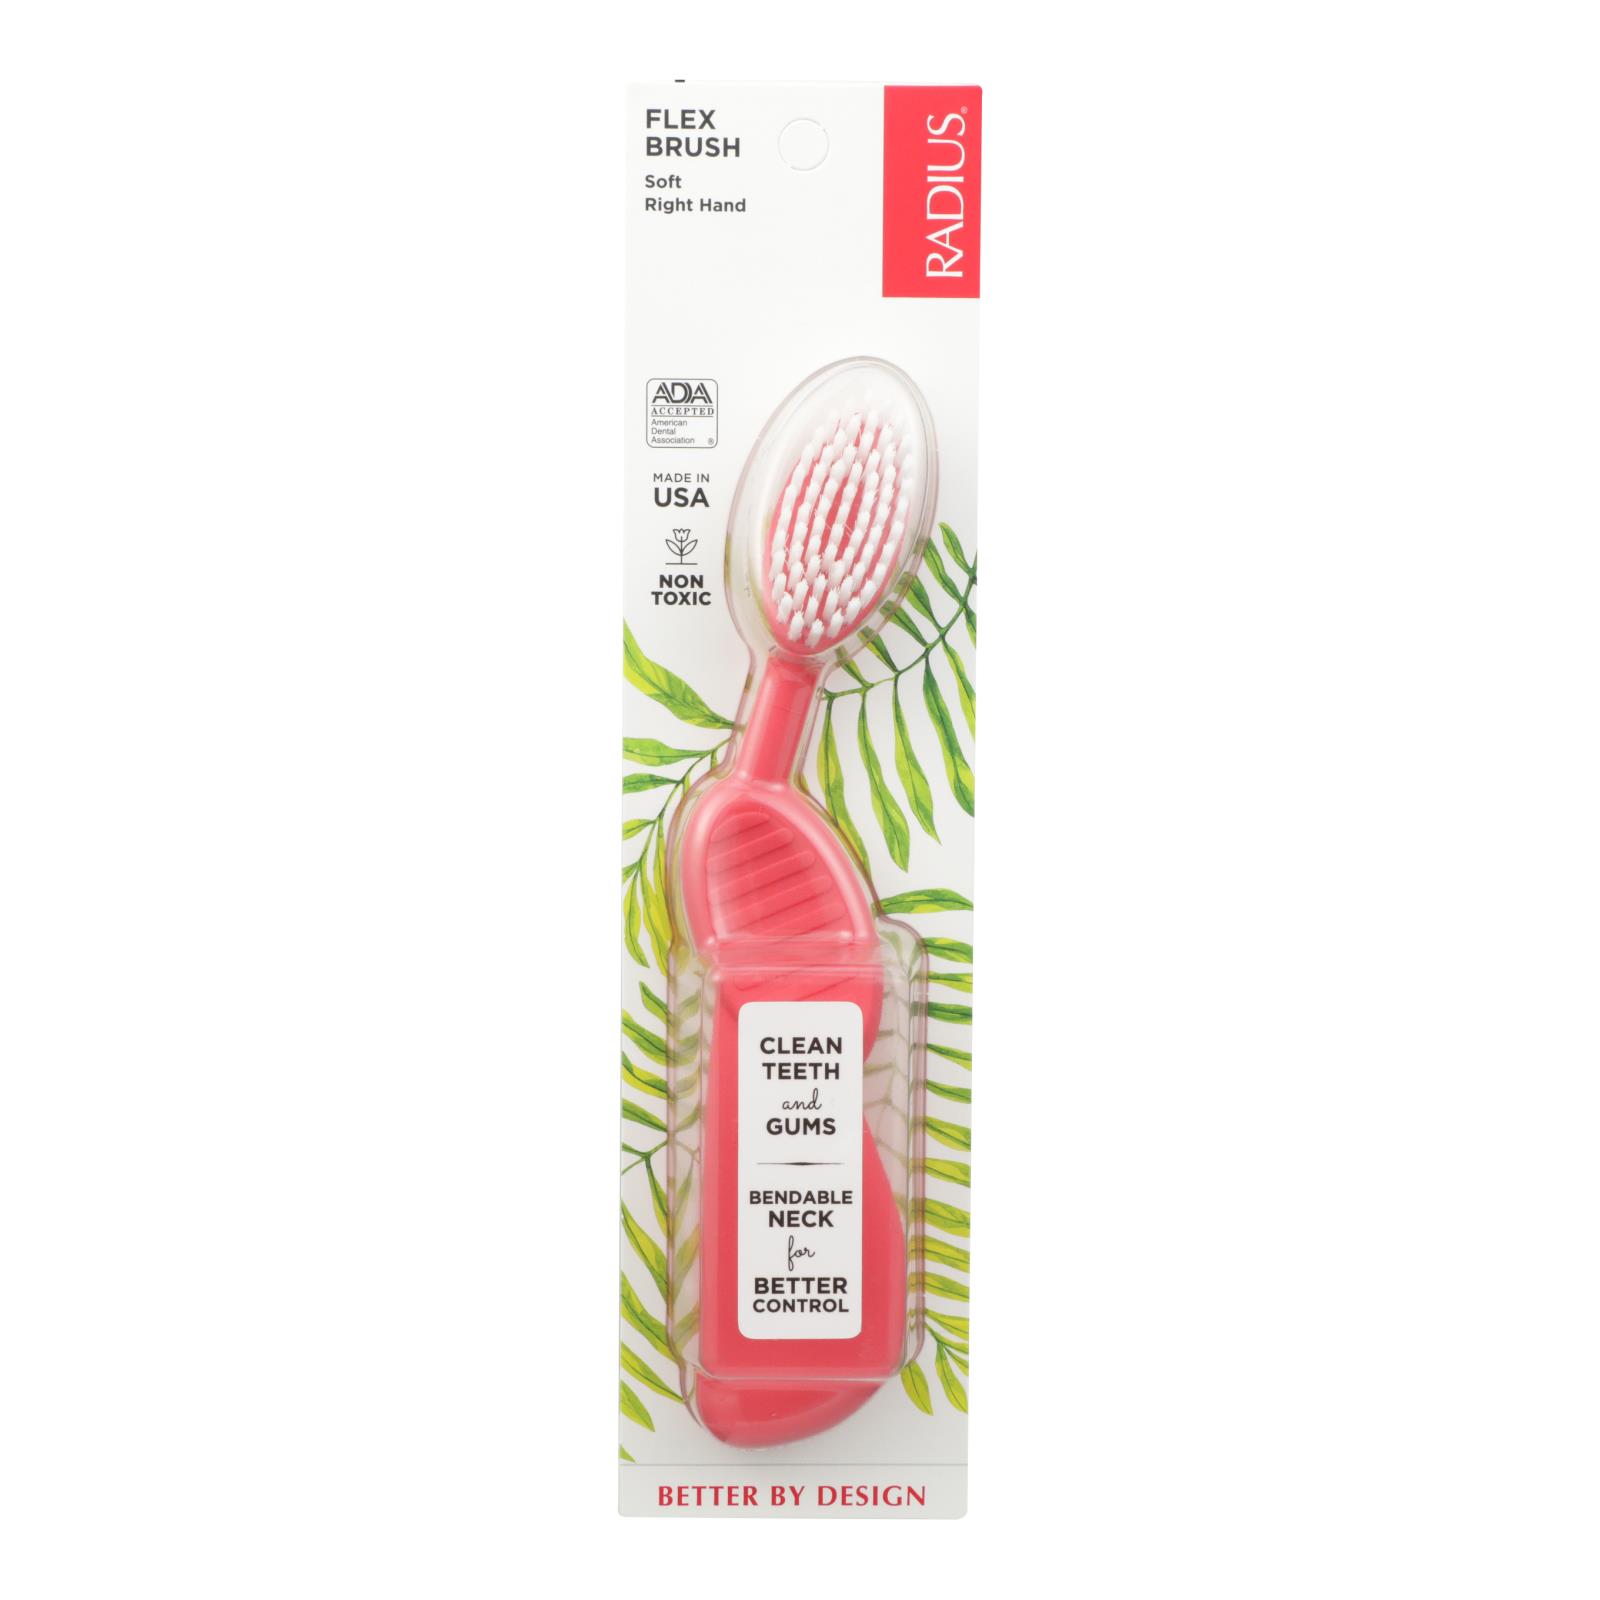 FLEX
BRUSH
Soft
Right Hand
RADIUS®
ADA
ACCEPTED
American
Dental
Association ®
MADE IN
USA
NON
TOXIC
CLEAN
TEETH
and
GUMS
BENDABLE
NECK
for
BETTER
CONTROL
BETTER BY DESIGN